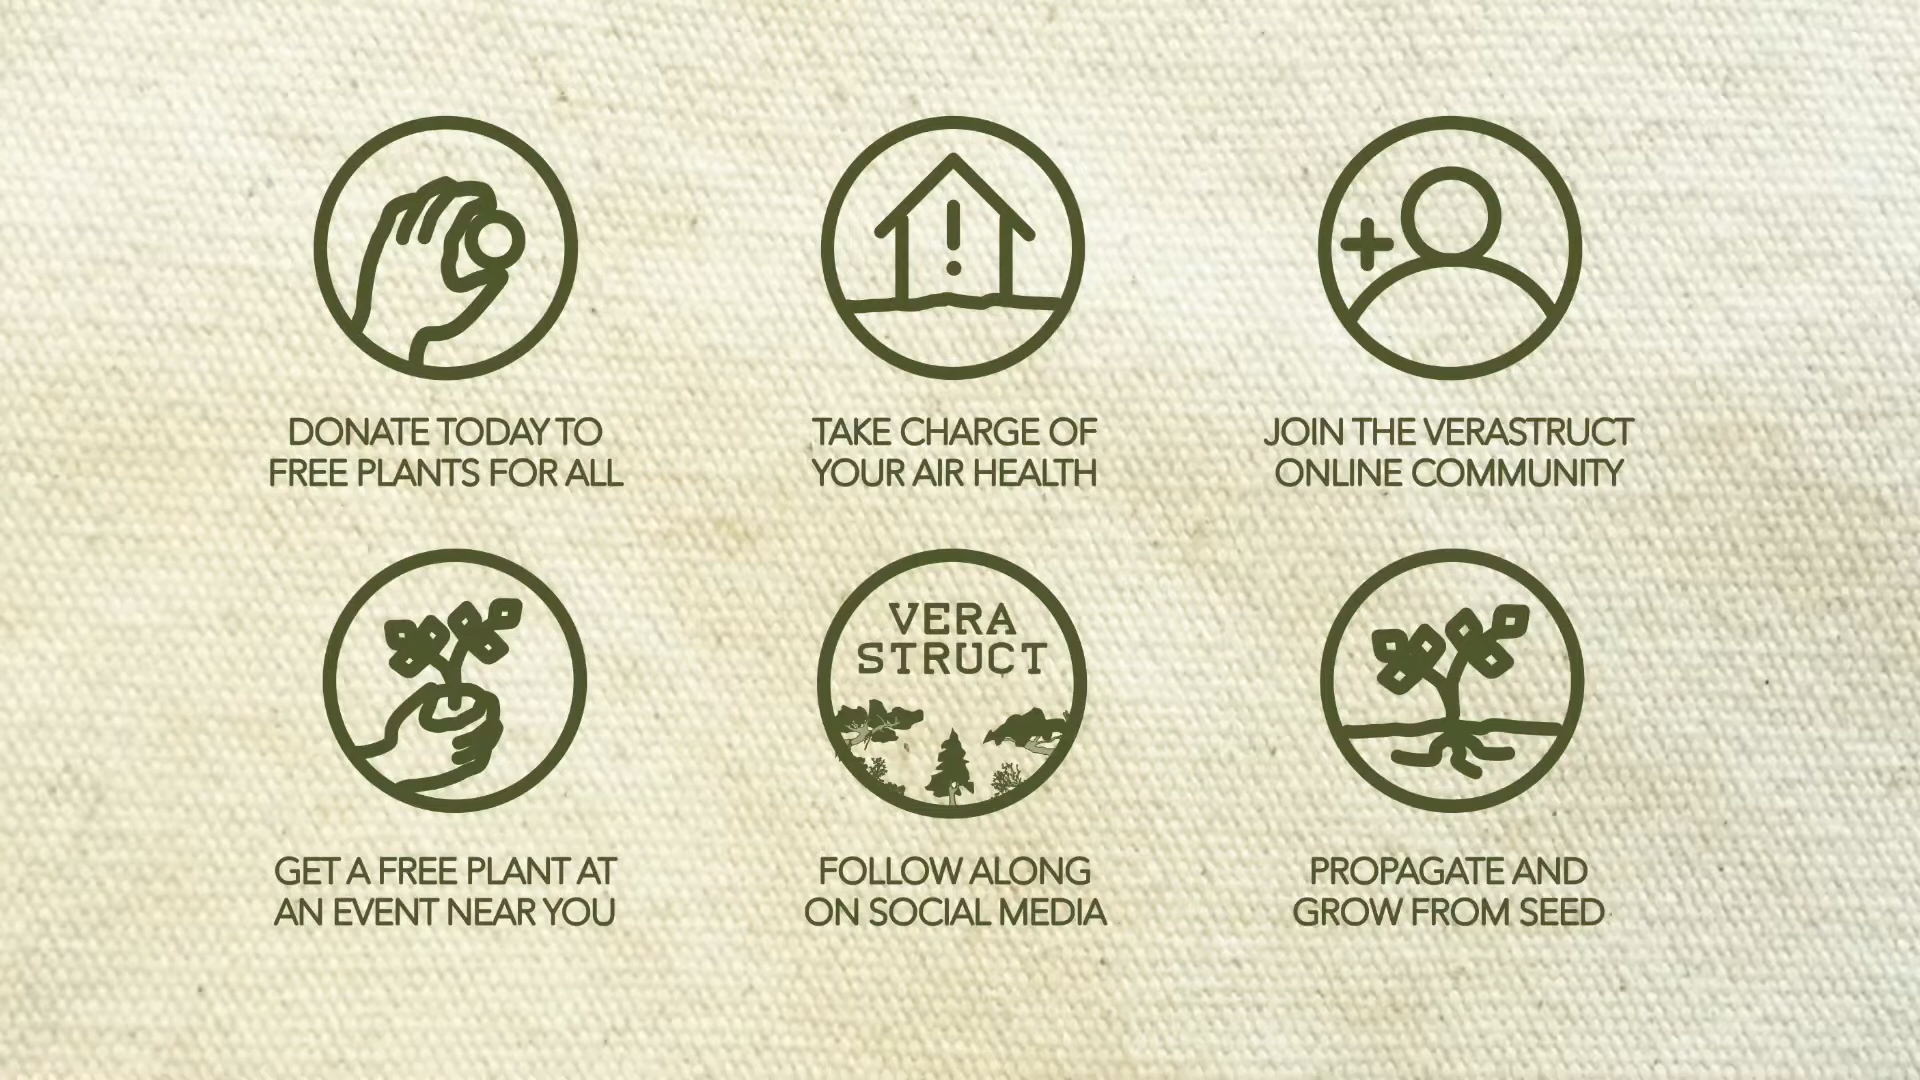 DONATE TODAY TO
FREE PLANTS FOR ALL
TAKE CHARGE OF
YOUR AIR HEALTH
JOIN THE VERASTRUCT
ONLINE COMMUNITY
VERA
STRUCT
GET A FREE PLANT AT
AN EVENT NEAR YOU
FOLLOW ALONG
ON SOCIAL MEDIA
PROPAGATE AND
GROW FROM SEED